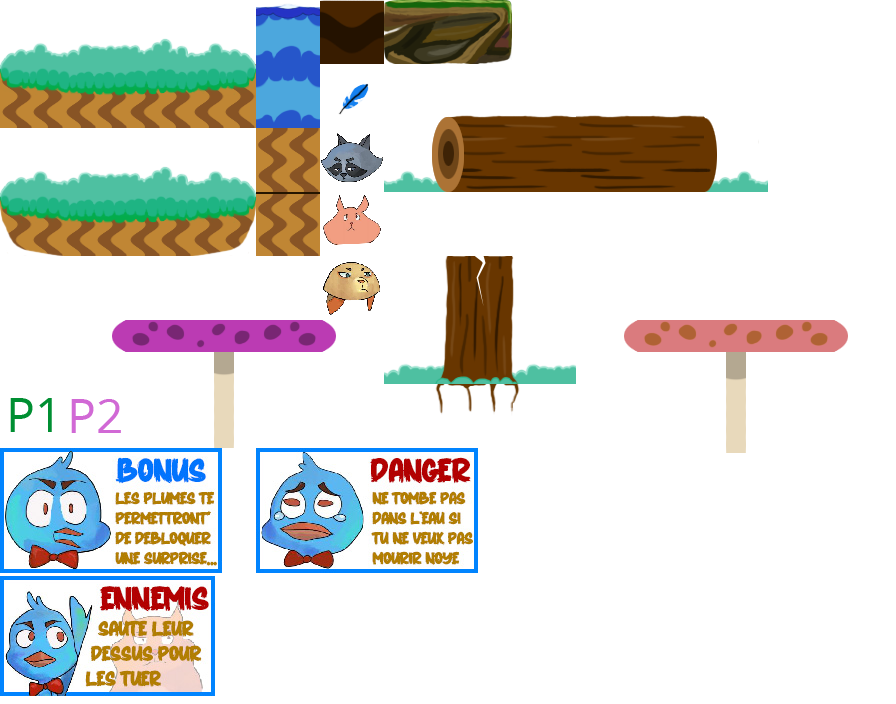 P1 P2
BONUS
LES PLUMES TE
PERMETTRONT
DE DEBLOQUER
UNE SURPRISE...
DANGER
NE TOMBE PAS
DANS L'EAU SI
TU NE VEUX PAS
MOURIR NOYE
ENNEMIS
SAUTE LEUR
DESSUS POUR
LES TUER